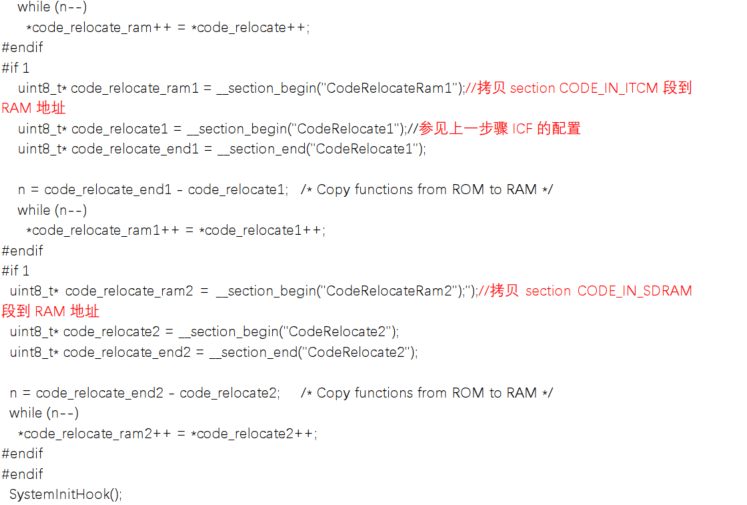 while (n--)
*code_relocate_ram++ = *code_relocate++;
#endif
#if 1
uint8_t* code_relocate_ram1 = __section_begin("CodeRelocateRam1");//拷贝 section CODE_IN_ITCM 段到
RAM 地址
uint8_t* code_relocate1 = __section_begin("CodeRelocate1");//参见上一步骤 ICF 的配置
uint8_t* code_relocate_end1 = __section_end("CodeRelocate1");
n = code_relocate_end1 - code_relocate1;   /* Copy functions from ROM to RAM */
while (n--)
*code_relocate_ram1++ = *code_relocate1++;
#endif
#if 1
uint8_t* code_relocate_ram2 = __section_begin("CodeRelocateRam2");");//拷贝 section CODE_IN_SDRAM
段到 RAM 地址
uint8_t* code_relocate2 = __section_begin("CodeRelocate2");
uint8_t* code_relocate_end2 = __section_end("CodeRelocate2");
n = code_relocate_end2 - code_relocate2;     /* Copy functions from ROM to RAM */
while (n--)
*code_relocate_ram2++ = *code_relocate2++;
#endif
#endif
SystemInitHook();